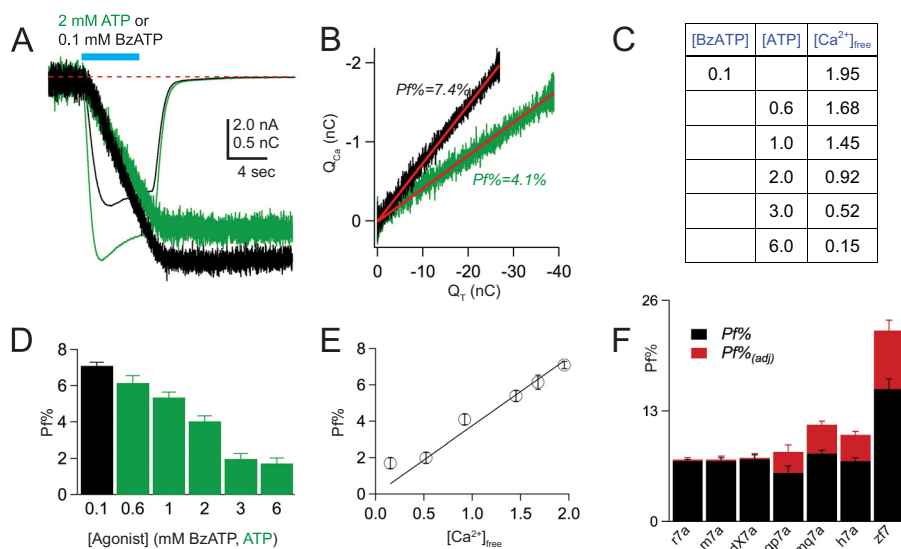 A
2 mM ATP or
0.1 mM BzATP
2.0 nA
0.5 nC
4 sec
B
-2
-1
0
Q_Ca (nC)
Pf%=7.4%
Pf%=4.1%
0 -10 -20 -30 -40
Q_T (nC)
C
[BzATP] [ATP] [Ca²⁺]free
0.1 1.95
0.6 1.68
1.0 1.45
2.0 0.92
3.0 0.52
6.0 0.15
D
8
6
4
2
0
Pf%
0.1 0.6 1 2 3 6
[Agonist] (mM BzATP, ATP)
E
8
6
4
2
0
Pf%
0.0 0.5 1.0 1.5 2.0
[Ca²⁺]free
F
26
13
0
Pf%
Pf%
Pf%(adj)
r7a m7a dX7a gp7a mq7a h7a zf7